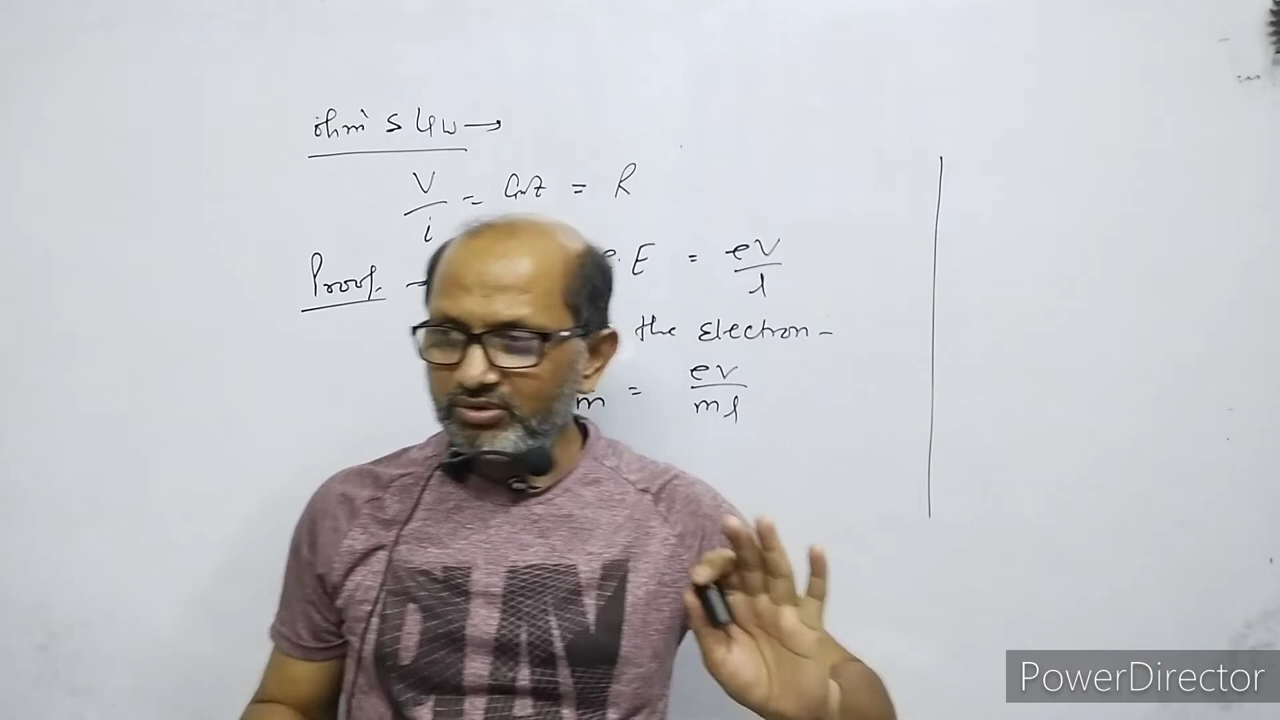 ohm's law →
V/i = Const = R
Proof → e.E = eV/l
the Electron -
m = eV/ml
PowerDirector